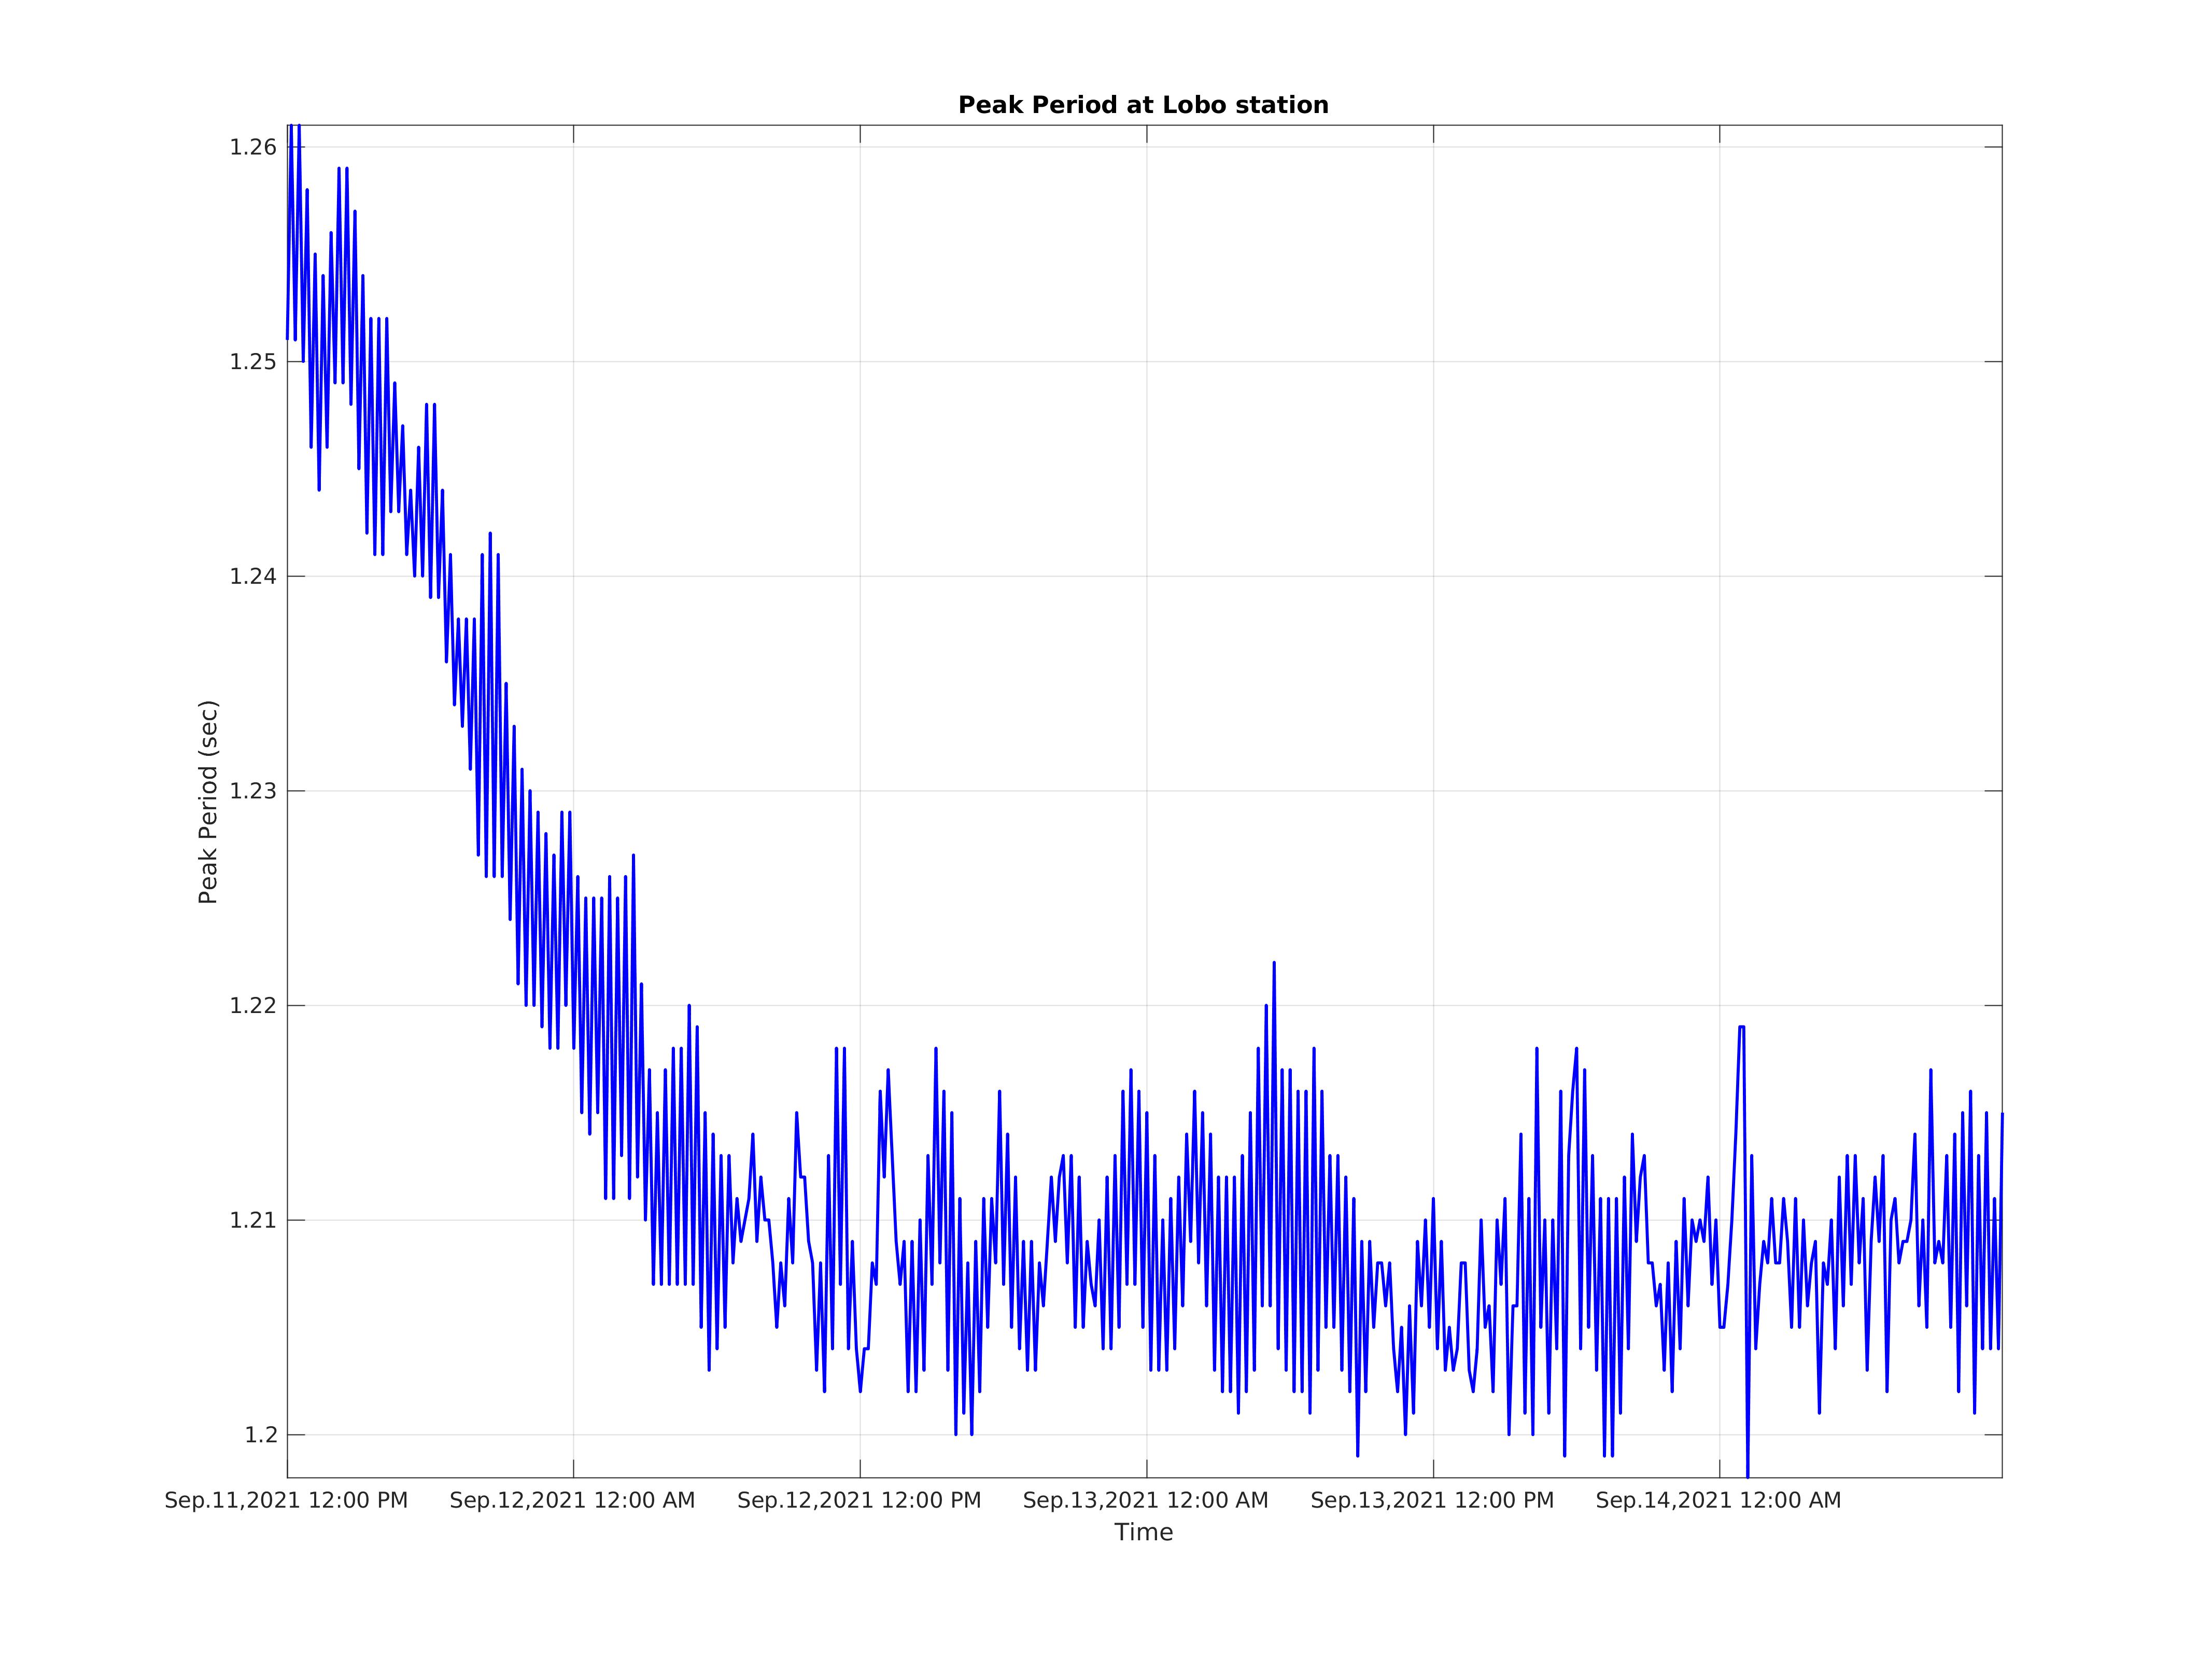 Peak Period at Lobo station
1.26
1.25
1.24
1.23
1.22
1.21
1.2
Peak Period (sec)
Sep.11,2021 12:00 PM Sep.12,2021 12:00 AM Sep.12,2021 12:00 PM Sep.13,2021 12:00 AM Sep.13,2021 12:00 PM Sep.14,2021 12:00 AM
Time